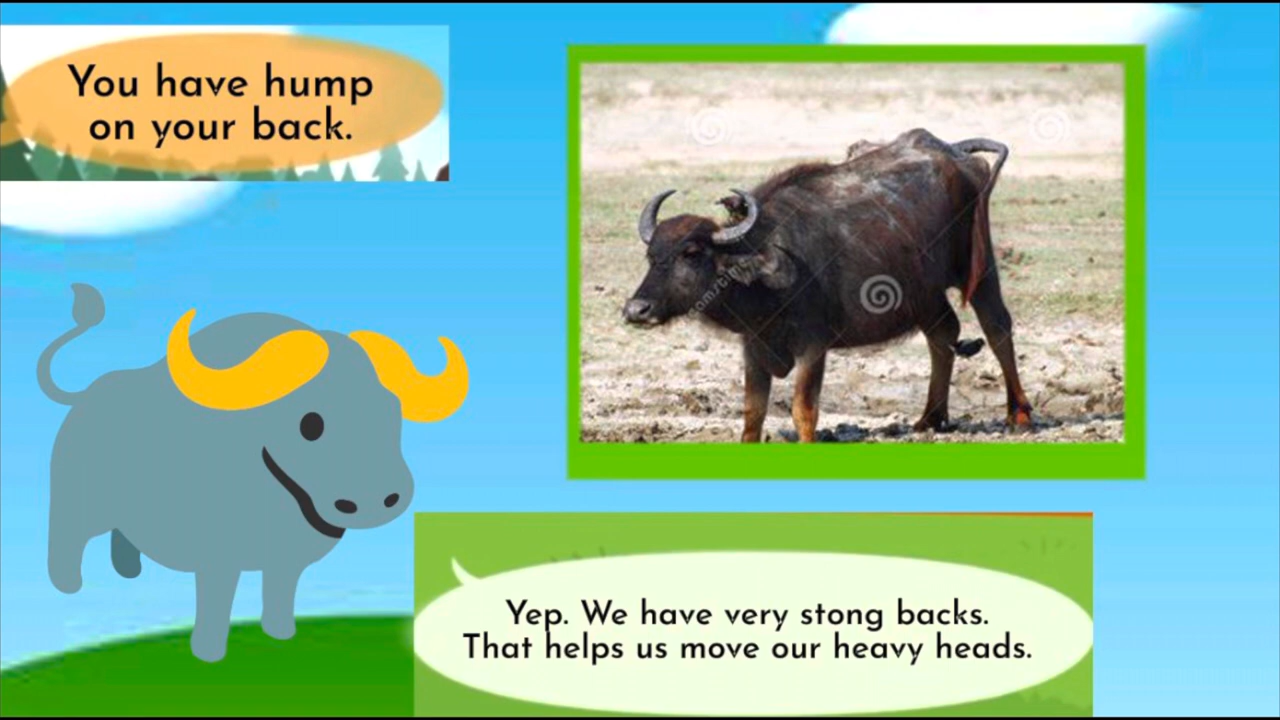 You have hump
on your back.
Yep. We have very stong backs.
That helps us move our heavy heads.